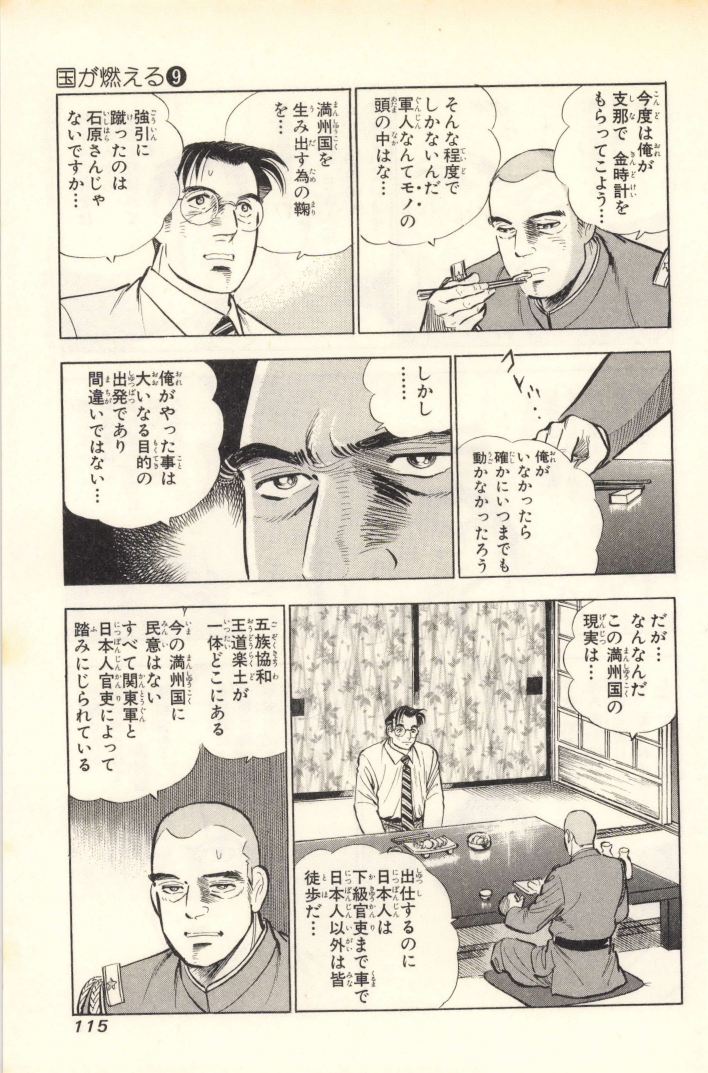 国が燃える❾
今度は俺が
支那で 金時計を
もらってこよう…
そんな程度で
しかないんだ
軍人なんてモノの
頭の中はな…
満州国を
生み出す為の鞠
を…
強引に
蹴ったのは
石原さんじゃ
ないですか…
トン…
俺が
いなかったら
確かにいつまでも
動かなかったろう
しかし
……
俺がやった事は
大いなる目的の
出発であり
間違いではない…
だが…
なんなんだ
この満州国の
現実は…
出仕するのに
日本人は
下級官吏まで車で
日本人以外は皆
徒歩だ…
五族協和
王道楽土が
一体どこにある
今の満州国に
民意はない
すべて関東軍と
日本人官吏によって
踏みにじられている
115